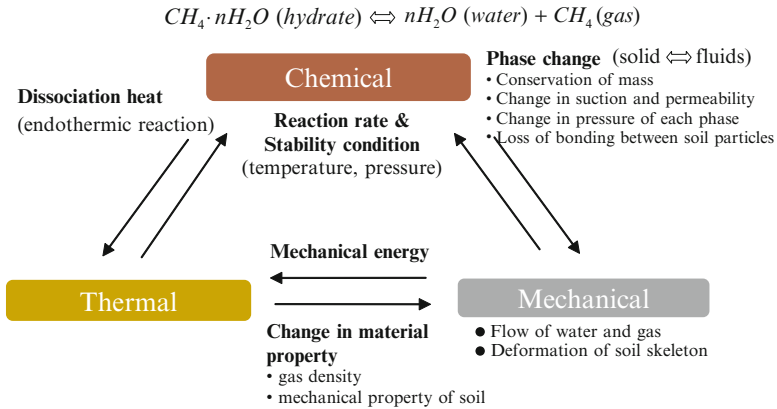 CH4·nH2O (hydrate) ⇔ nH2O (water) + CH4(gas)
Phase change (solid ⇔ fluids)
• Conservation of mass
• Change in suction and permeability
• Change in pressure of each phase
• Loss of bonding between soil particles
Chemical
Dissociation heat
(endothermic reaction)
Reaction rate &
Stability condition
(temperature, pressure)
Mechanical energy
Thermal
Mechanical
Change in material
property
• gas density
• mechanical property of soil
● Flow of water and gas
● Deformation of soil skeleton